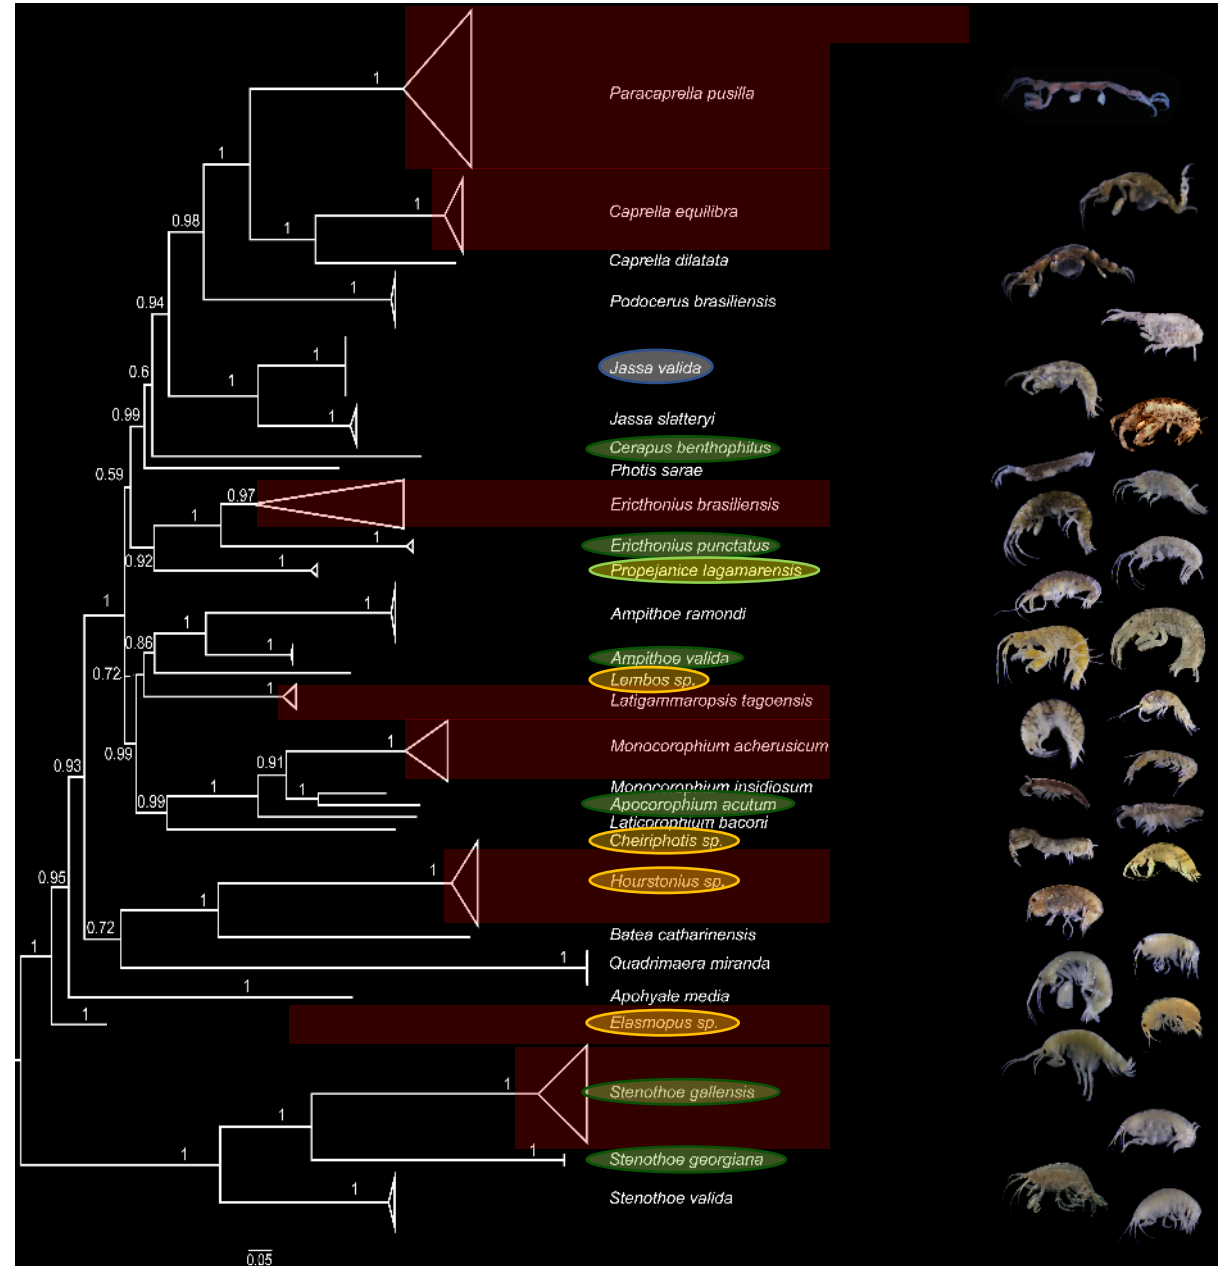 1
Paracaprella pusilla
1
1
Caprella equilibra
0.98
1
Caprella dilatata
1
Podocerus brasiliensis
0.94
1
Jassa valida
0.6
1
0.99
1
Jassa slatteryi
Cerapus benthophilus
Photis sarae
0.59
0.97
Ericthonius brasiliensis
1
Ericthonius punctatus
0.92
1
Propejanice lagamarensis
1
Ampithoe ramondi
1
1
0.86
1
Ampithoe valida
0.72
Lembos sp.
1
Latigammaropsis tagoensis
0.99
1
Monocorophium acherusicum
0.93
0.91
1
1
Monocorophium insidiosum
0.99
Apocorophium acutum
Laticorophium baconi
Cheiriphotis sp.
0.95
1
Hourstonius sp.
1
0.72
Batea catharinensis
1
1
Quadrimaera miranda
1
Apohyale media
1
Elasmopus sp.
1
Stenothoe gallensis
1
1
1
Stenothoe georgiana
1
Stenothoe valida
0.05